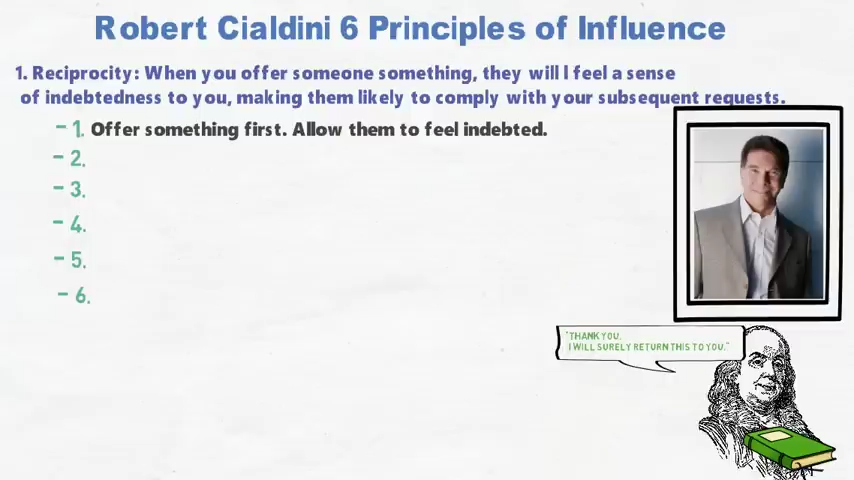 Robert Cialdini 6 Principles of Influence
1. Reciprocity: When you offer someone something, they will l feel a sense
of indebtedness to you, making them likely to comply with your subsequent requests.
- 1. Offer something first. Allow them to feel indebted.
- 2.
- 3.
- 4.
- 5.
- 6.
"THANK YOU.
I WILL SURELY RETURN THIS TO YOU."